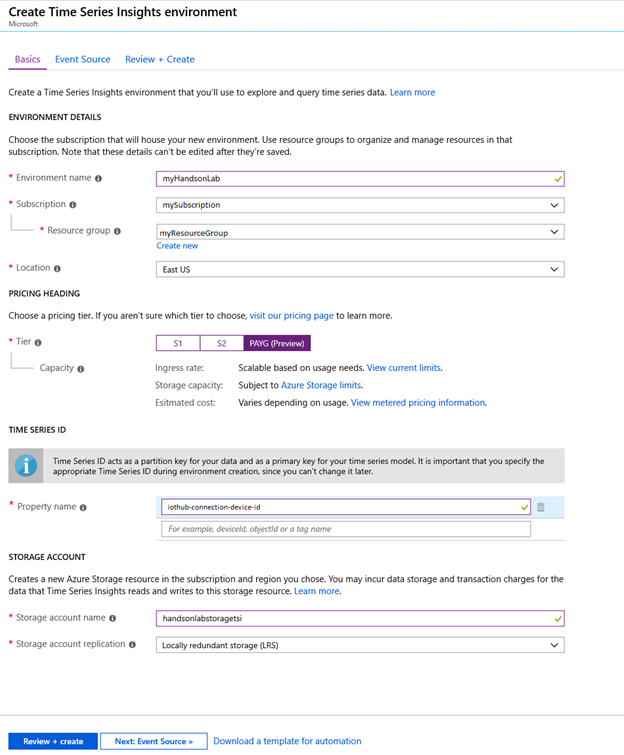 Create Time Series Insights environment
Microsoft
Basics Event Source Review + Create
Create a Time Series Insights environment that you'll use to explore and query time series data. Learn more
ENVIRONMENT DETAILS
Choose the subscription that will house your new environment. Use resource groups to organize and manage resources in that
subscription. Note that these details can't be edited after they're saved.
* Environment name myHandsonLab
* Subscription mySubscription
* Resource group myResourceGroup
Create new
* Location East US
PRICING HEADING
Choose a pricing tier. If you aren't sure which tier to choose, visit our pricing page to learn more.
* Tier S1 S2 PAYG (Preview)
Capacity Ingress rate: Scalable based on usage needs. View current limits.
Storage capacity: Subject to Azure Storage limits.
Esitmated cost: Varies depending on usage. View metered pricing information.
TIME SERIES ID
Time Series ID acts as a partition key for your data and as a primary key for your time series model. It is important that you specify the
appropriate Time Series ID during environment creation, since you can't change it later.
* Property name iothub-connection-device-id
For example, deviceId, objectId or a tag name
STORAGE ACCOUNT
Creates a new Azure Storage resource in the subscription and region you chose. You may incur data storage and transaction charges for the
data that Time Series Insights reads and writes to this storage resource. Learn more.
* Storage account name handsonlabstoragetsi
* Storage account replication Locally redundant storage (LRS)
Review + create Next: Event Source » Download a template for automation